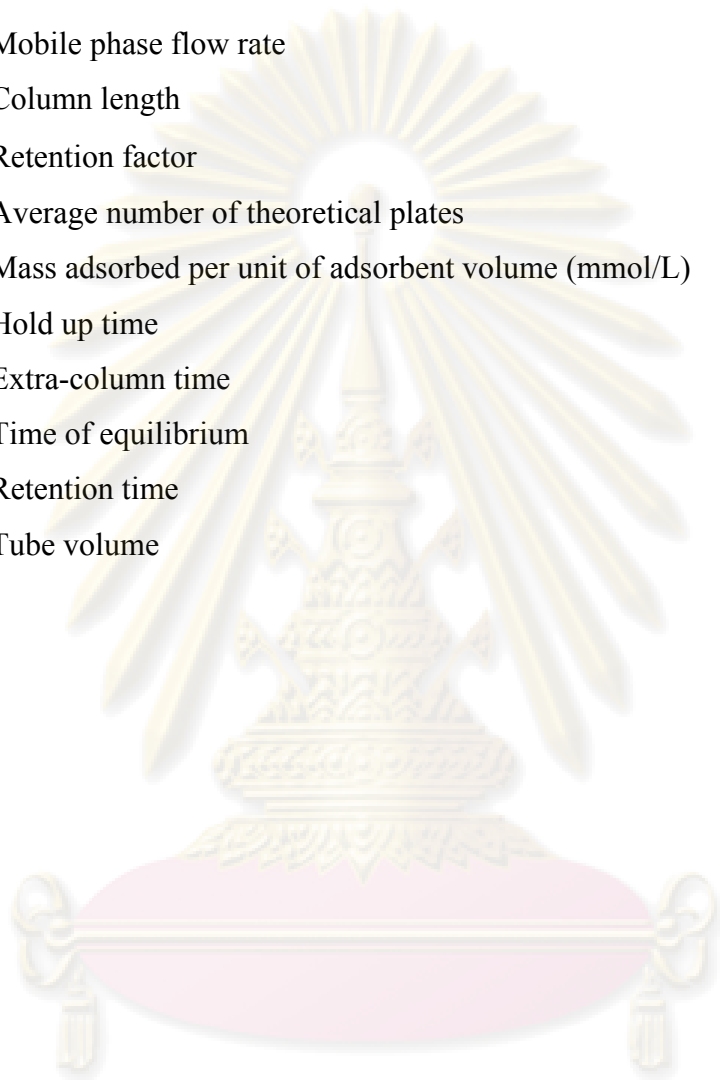 Mobile phase flow rate
Column length
Retention factor
Average number of theoretical plates
Mass adsorbed per unit of adsorbent volume (mmol/L)
Hold up time
Extra-column time
Time of equilibrium
Retention time
Tube volume